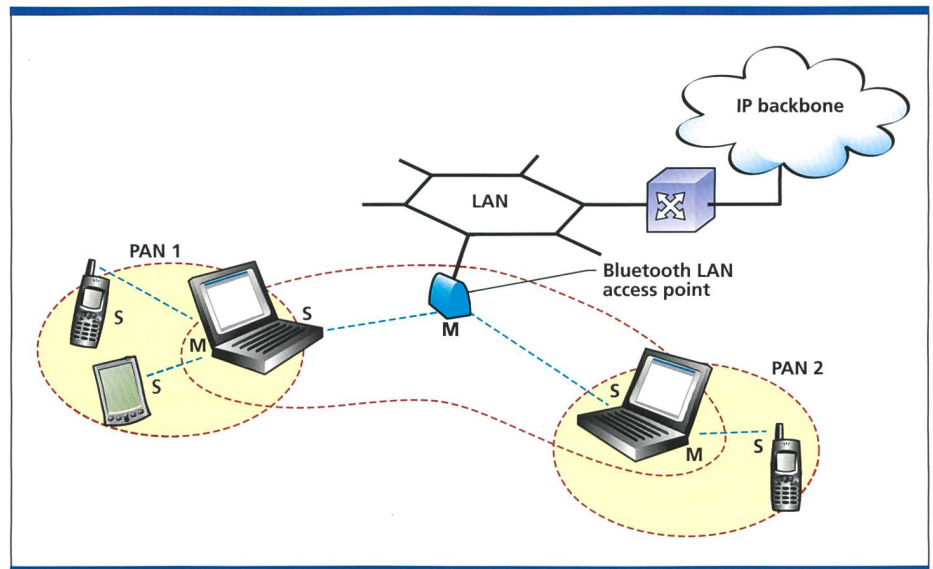 IP backbone
LAN
PAN 1
Bluetooth LAN
access point
S
S
M
M
S
PAN 2
S
M
S